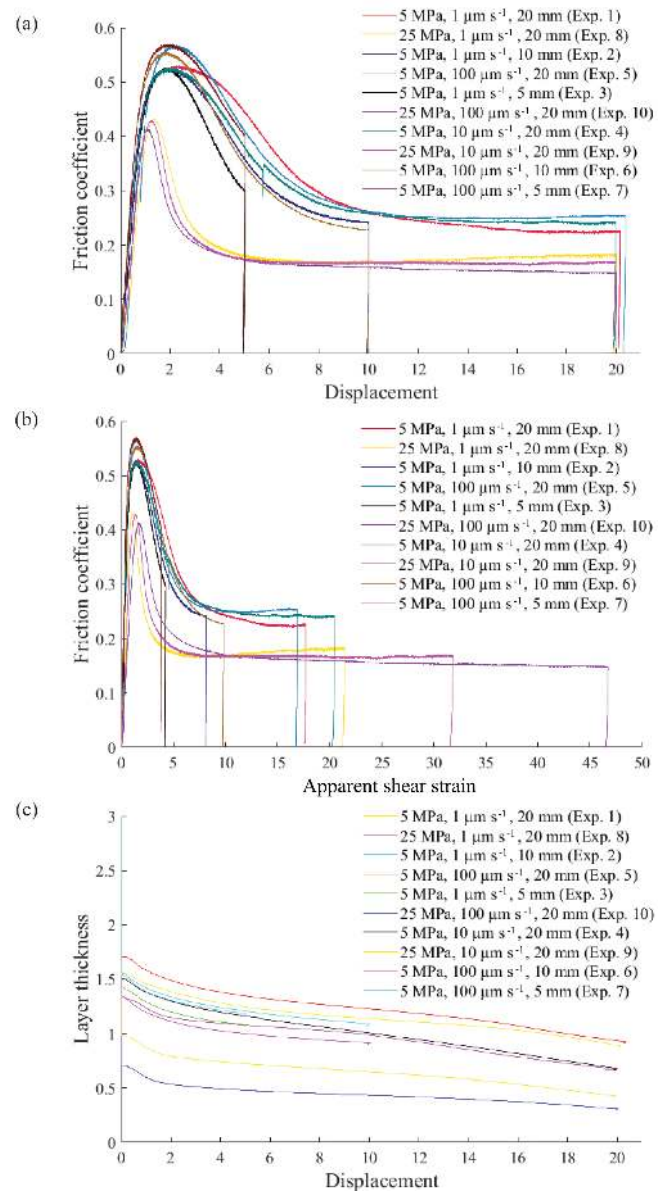 (a)
5 MPa, 1 µm s⁻¹, 20 mm (Exp. 1)
25 MPa, 1 µm s⁻¹, 20 mm (Exp. 8)
5 MPa, 1 µm s⁻¹, 10 mm (Exp. 2)
5 MPa, 100 µm s⁻¹, 20 mm (Exp. 5)
5 MPa, 1 µm s⁻¹, 5 mm (Exp. 3)
25 MPa, 100 µm s⁻¹, 20 mm (Exp. 10)
5 MPa, 10 µm s⁻¹, 20 mm (Exp. 4)
25 MPa, 10 µm s⁻¹, 20 mm (Exp. 9)
5 MPa, 100 µm s⁻¹, 10 mm (Exp. 6)
5 MPa, 100 µm s⁻¹, 5 mm (Exp. 7)
Friction coefficient
0.6
0.5
0.4
0.3
0.2
0.1
0
0 2 4 6 8 10 12 14 16 18 20
Displacement
(b)
5 MPa, 1 µm s⁻¹, 20 mm (Exp. 1)
25 MPa, 1 µm s⁻¹, 20 mm (Exp. 8)
5 MPa, 1 µm s⁻¹, 10 mm (Exp. 2)
5 MPa, 100 µm s⁻¹, 20 mm (Exp. 5)
5 MPa, 1 µm s⁻¹, 5 mm (Exp. 3)
25 MPa, 100 µm s⁻¹, 20 mm (Exp. 10)
5 MPa, 10 µm s⁻¹, 20 mm (Exp. 4)
25 MPa, 10 µm s⁻¹, 20 mm (Exp. 9)
5 MPa, 100 µm s⁻¹, 10 mm (Exp. 6)
5 MPa, 100 µm s⁻¹, 5 mm (Exp. 7)
Friction coefficient
0.6
0.5
0.4
0.3
0.2
0.1
0
0 5 10 15 20 25 30 35 40 45 50
Apparent shear strain
(c)
5 MPa, 1 µm s⁻¹, 20 mm (Exp. 1)
25 MPa, 1 µm s⁻¹, 20 mm (Exp. 8)
5 MPa, 1 µm s⁻¹, 10 mm (Exp. 2)
5 MPa, 100 µm s⁻¹, 20 mm (Exp. 5)
5 MPa, 1 µm s⁻¹, 5 mm (Exp. 3)
25 MPa, 100 µm s⁻¹, 20 mm (Exp. 10)
5 MPa, 10 µm s⁻¹, 20 mm (Exp. 4)
25 MPa, 10 µm s⁻¹, 20 mm (Exp. 9)
5 MPa, 100 µm s⁻¹, 10 mm (Exp. 6)
5 MPa, 100 µm s⁻¹, 5 mm (Exp. 7)
Layer thickness
3
2.5
2
1.5
1
0.5
0
0 2 4 6 8 10 12 14 16 18 20
Displacement